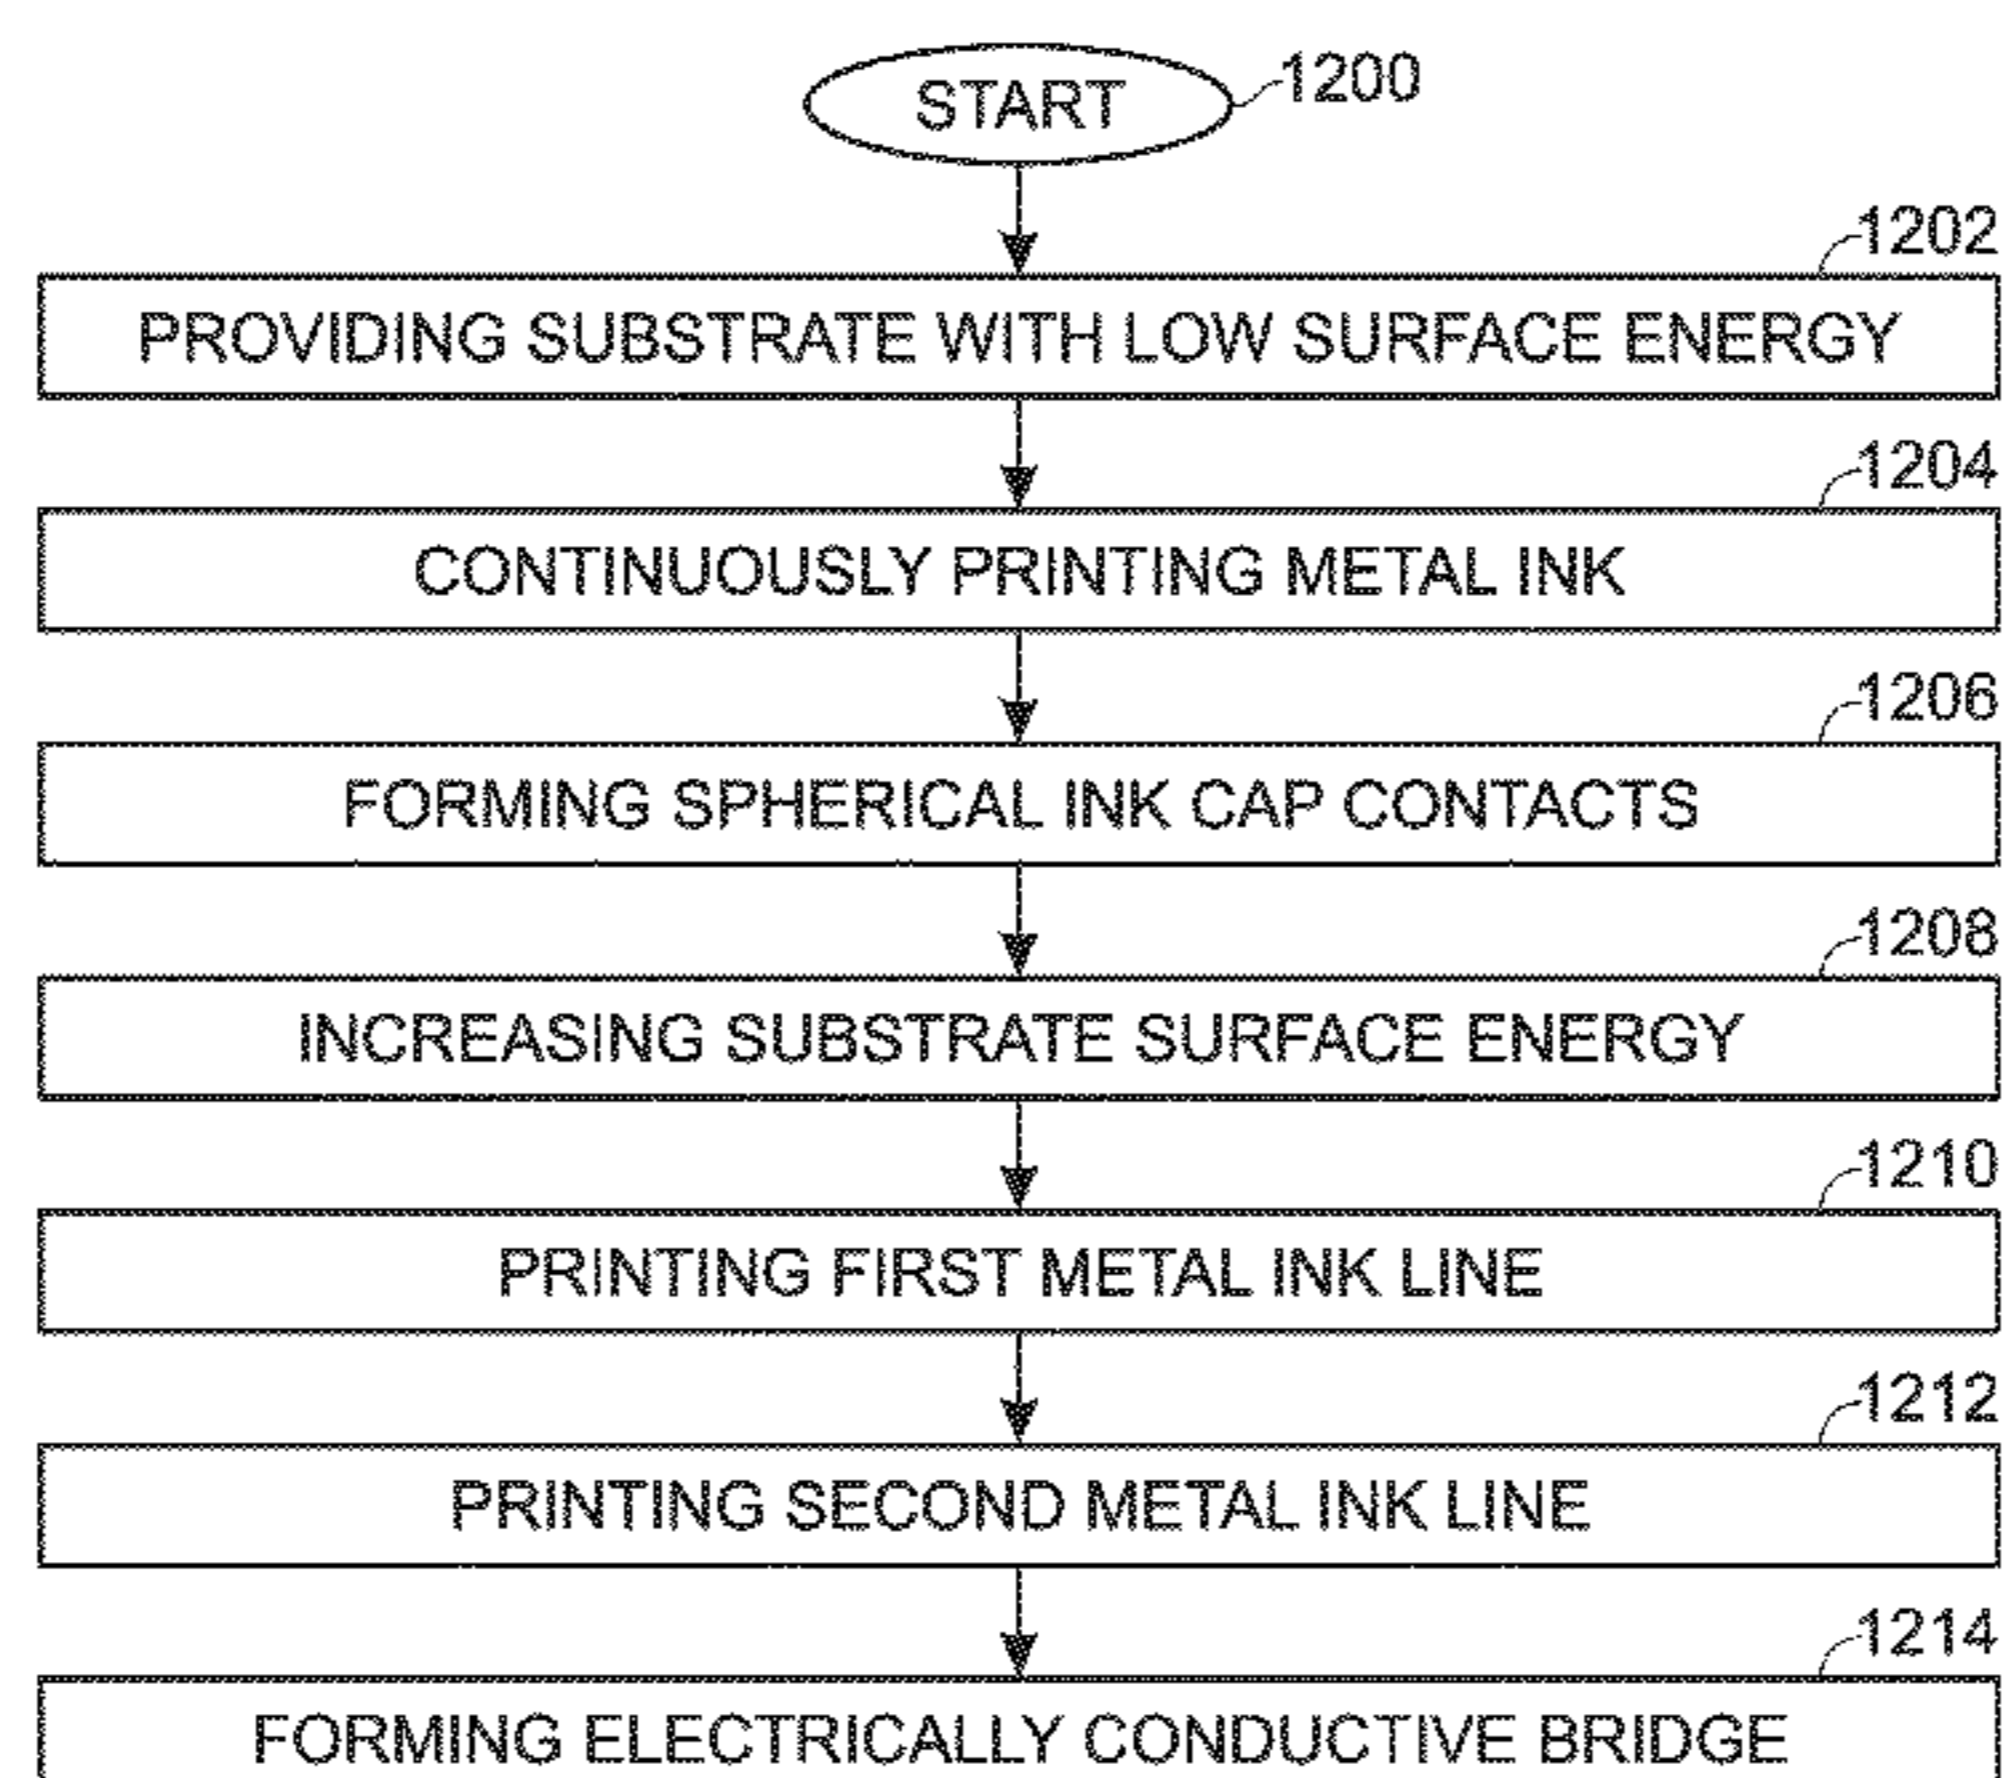 START 1200
1202
PROVIDING SUBSTRATE WITH LOW SURFACE ENERGY
1204
CONTINUOUSLY PRINTING METAL INK
1206
FORMING SPHERICAL INK CAP CONTACTS
1208
INCREASING SUBSTRATE SURFACE ENERGY
1210
PRINTING FIRST METAL INK LINE
1212
PRINTING SECOND METAL INK LINE
1214
FORMING ELECTRICALLY CONDUCTIVE BRIDGE